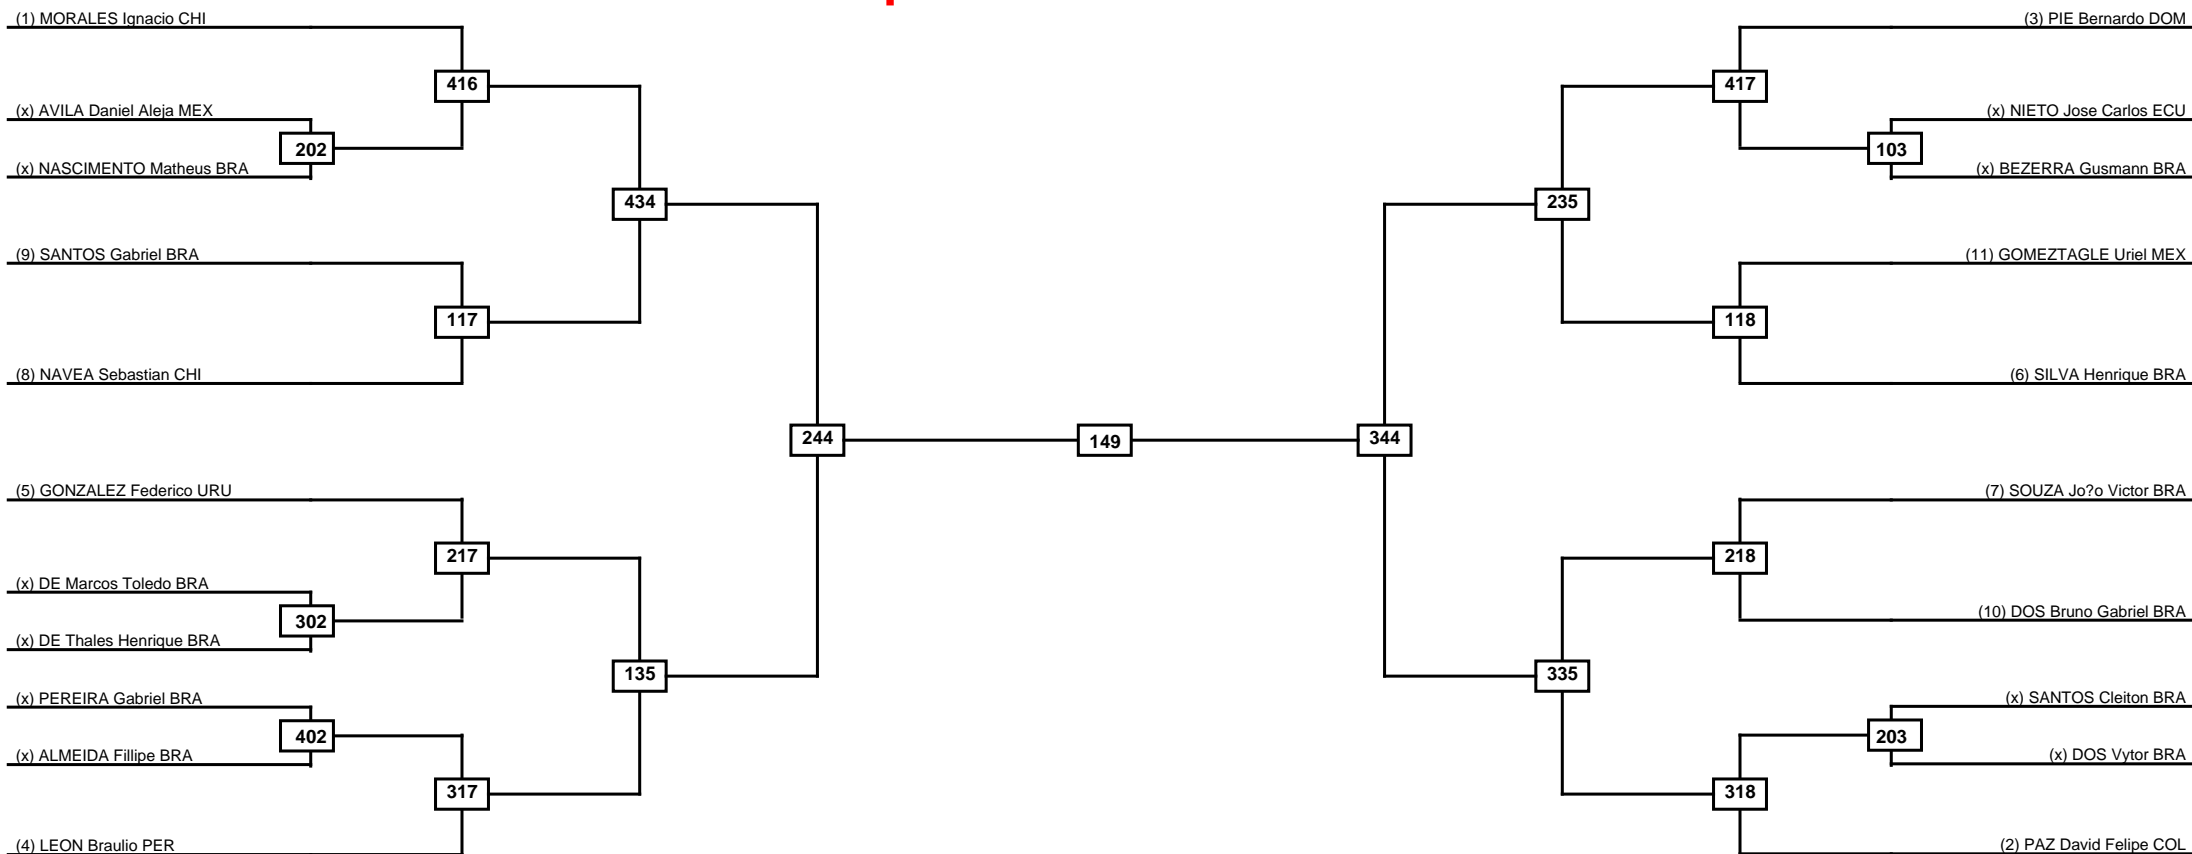 (1) MORALES Ignacio CHI
(3) PIE Bernardo DOM
416
417
(x) AVILA Daniel Aleja MEX
(x) NIETO Jose Carlos ECU
202
103
(x) NASCIMENTO Matheus BRA
(x) BEZERRA Gusmann BRA
434
235
(9) SANTOS Gabriel BRA
(11) GOMEZTAGLE Uriel MEX
117
118
(8) NAVEA Sebastian CHI
(6) SILVA Henrique BRA
244
149
344
(5) GONZALEZ Federico URU
(7) SOUZA Jo?o Victor BRA
217
218
(x) DE Marcos Toledo BRA
(10) DOS Bruno Gabriel BRA
302
(x) DE Thales Henrique BRA
135
335
(x) PEREIRA Gabriel BRA
(x) SANTOS Cleiton BRA
402
203
(x) ALMEIDA Fillipe BRA
(x) DOS Vytor BRA
317
318
(4) LEON Braulio PER
(2) PAZ David Felipe COL